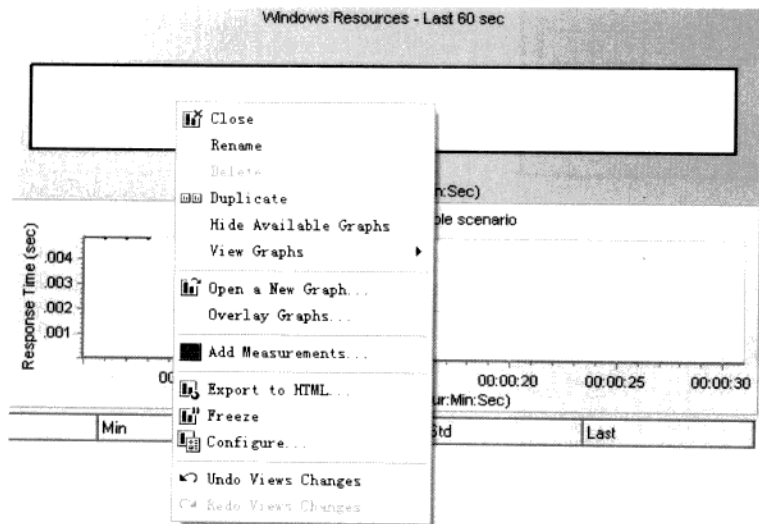 Windows Resources - Last 60 sec
Close
Rename
Delete
Duplicate
Hide Available Graphs
View Graphs
Open a New Graph...
Overlay Graphs...
Add Measurements...
Export to HTML...
Freeze
Configure...
Undo Views Changes
Redo Views Changes
n:Sec)
ble scenario
Response Time (sec)
.004
.003
.002
.001
00
00:00:20
00:00:25
00:00:30
ur:Min:Sec)
Min
Std
Last